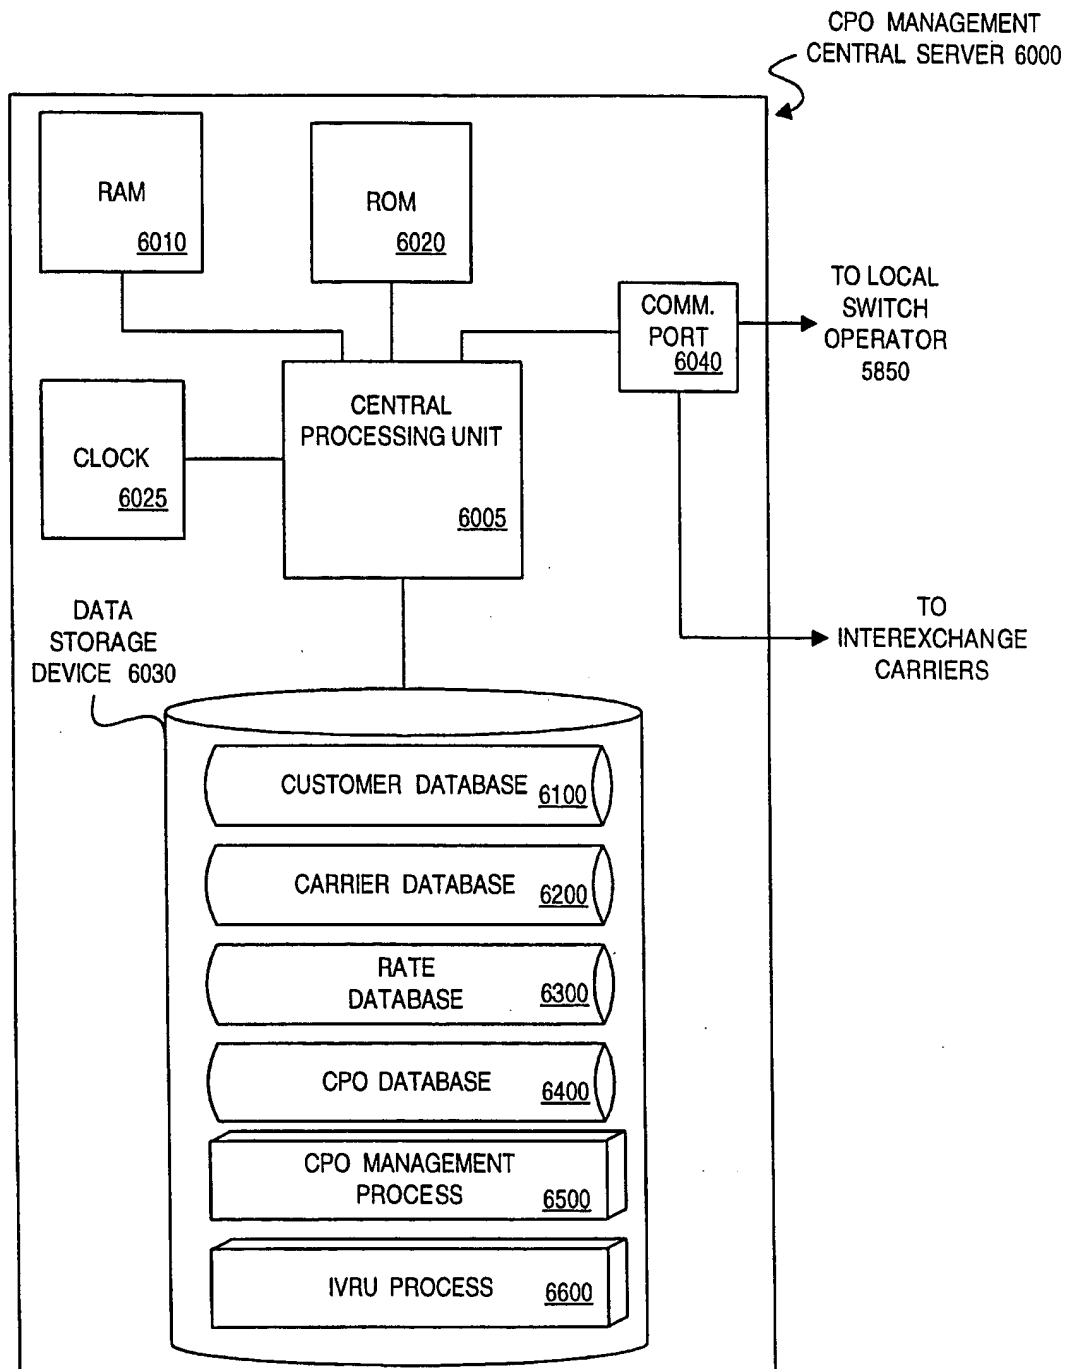 CPO MANAGEMENT
CENTRAL SERVER 6000
RAM
6010
ROM
6020
COMM.
PORT
6040
TO LOCAL
SWITCH
OPERATOR
5850
CENTRAL
PROCESSING UNIT
6005
CLOCK
6025
TO
INTEREXCHANGE
CARRIERS
DATA
STORAGE
DEVICE 6030
CUSTOMER DATABASE 6100
CARRIER DATABASE 6200
RATE
DATABASE 6300
CPO DATABASE 6400
CPO MANAGEMENT
PROCESS 6500
IVRU PROCESS 6600